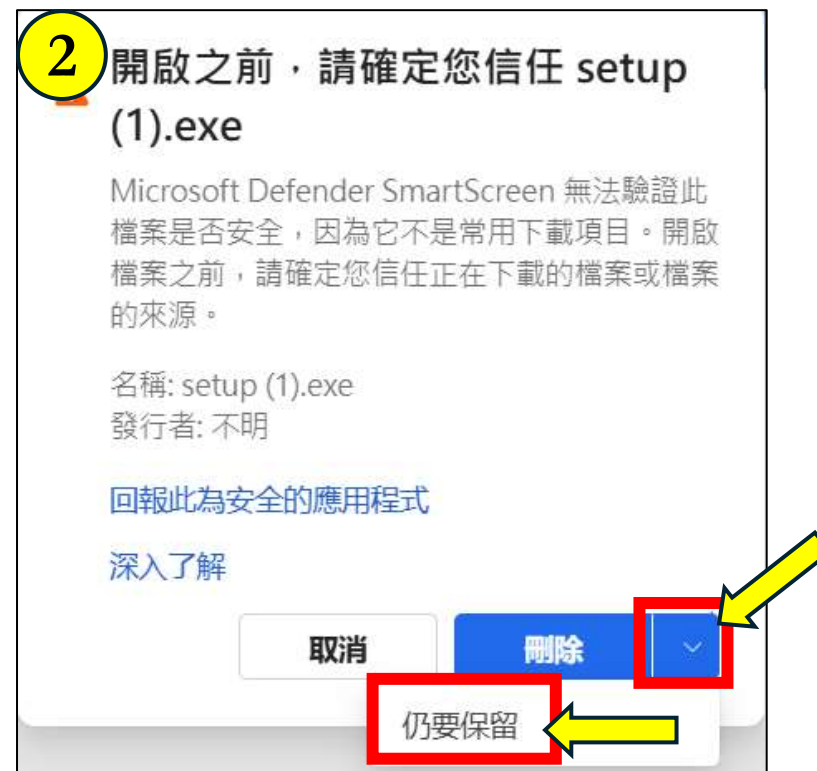 2
開啟之前，請確定您信任 setup
(1).exe
Microsoft Defender SmartScreen 無法驗證此
檔案是否安全，因為它不是常用下載項目。開啟
檔案之前，請確定您信任正在下載的檔案或檔案
的來源。
名稱: setup (1).exe
發行者: 不明
回報此為安全的應用程式
深入了解
取消 刪除
仍要保留